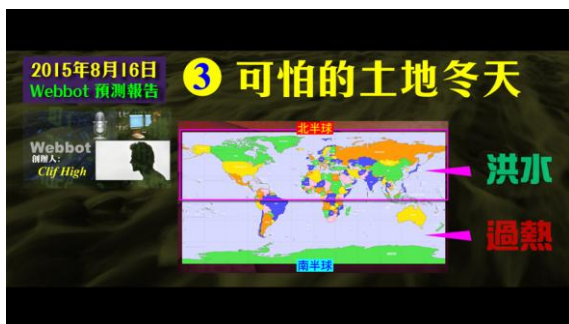 2015年8月16日
Webbot 預測報告
3 可怕的土地冬天
Webbot
創辦人：
Clif High
北半球
洪水
過熱
南半球